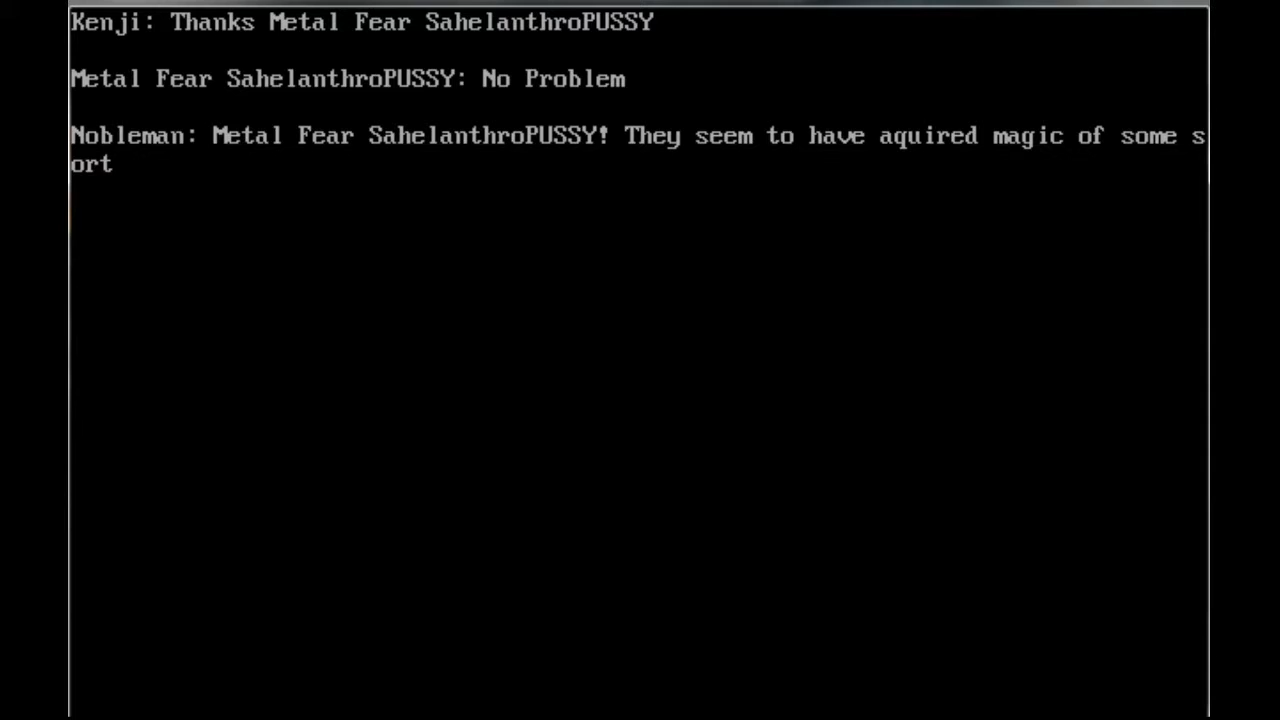 Kenji: Thanks Metal Fear SahelanthroPUSSY
Metal Fear SahelanthroPUSSY: No Problem
Nobleman: Metal Fear SahelanthroPUSSY! They seem to have aquired magic of some s
ort